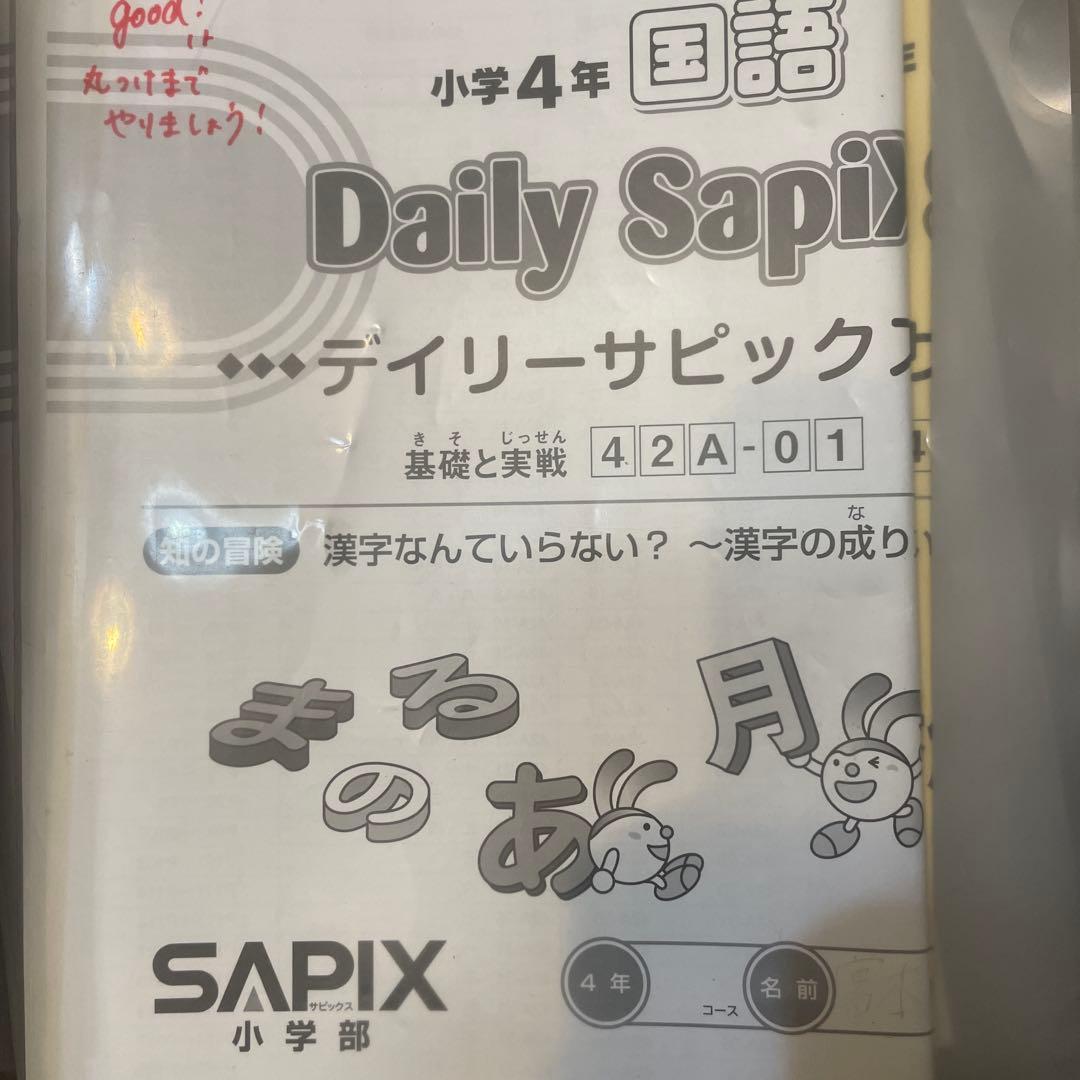 good!
丸つけまで
やりましょう!
小学4年 国語
Daily SapiX
◆◆◆デイリーサピックス
きそ じっせん
基礎と実戦 42A-01
な
知の冒険 漢字なんていらない? ～漢字の成り
まる
月
の
あ
SAPIX
サピックス
小学部
4年 コース 名前